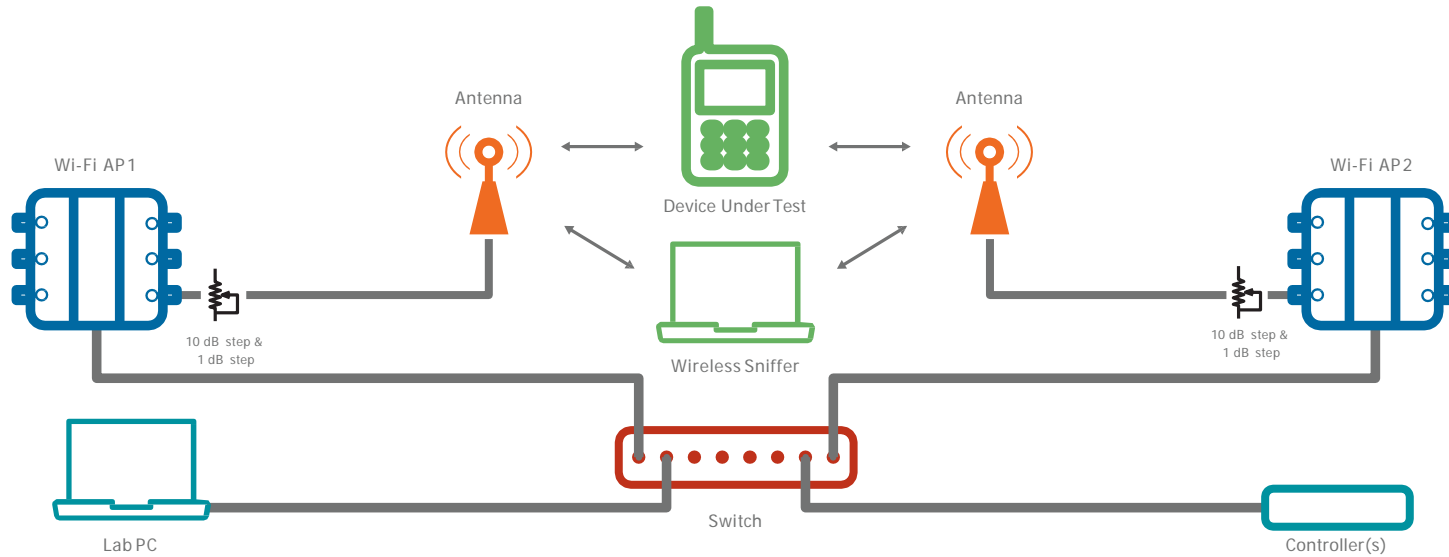 Antenna
Antenna
Wi-Fi AP1
Wi-Fi AP2
Device Under Test
10 dB step &
1 dB step
10 dB step &
1 dB step
Wireless Sniffer
Switch
Lab PC
Controller(s)